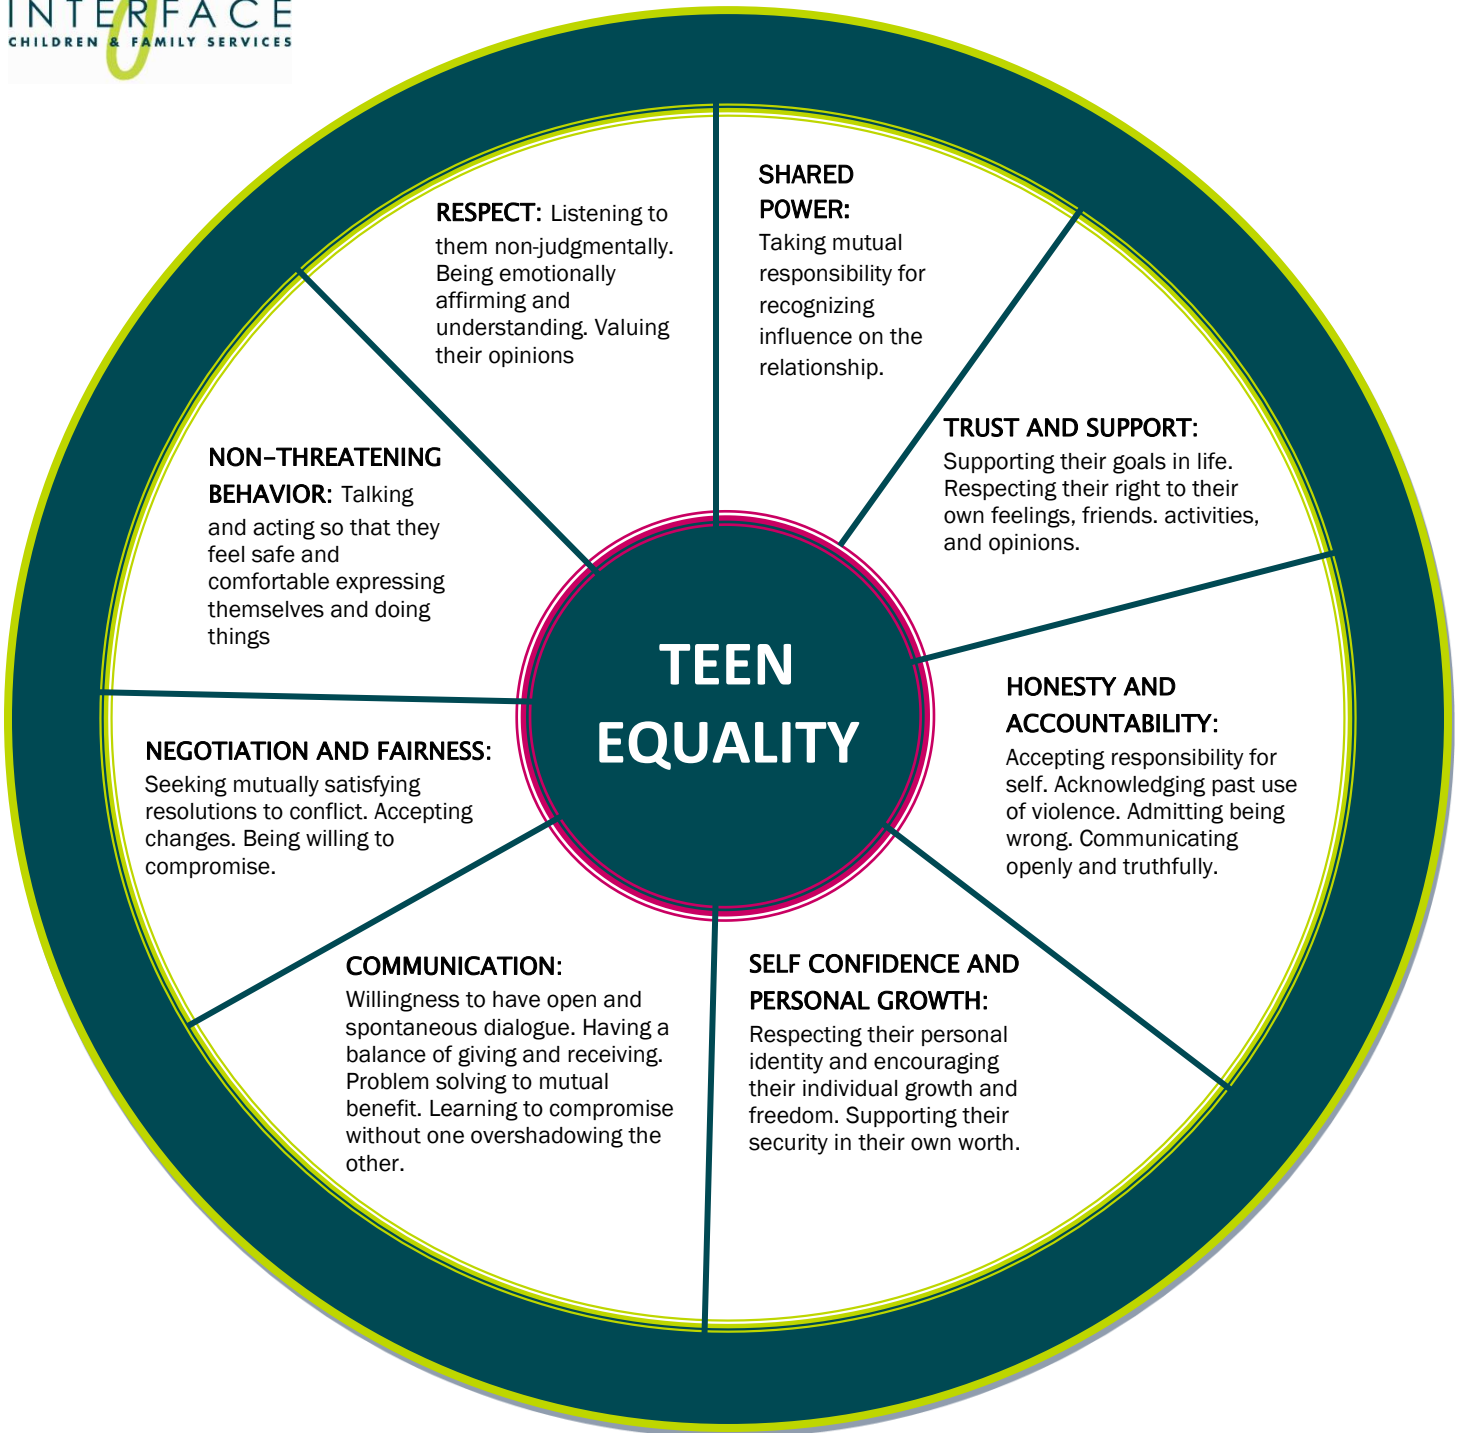 INTERFACE
CHILDREN & FAMILY SERVICES
SHARED
POWER:
Taking mutual
responsibility for
recognizing
influence on the
relationship.
TRUST AND SUPPORT:
Supporting their goals in life.
Respecting their right to their
own feelings, friends. activities,
and opinions.
HONESTY AND
ACCOUNTABILITY:
Accepting responsibility for
self. Acknowledging past use
of violence. Admitting being
wrong. Communicating
openly and truthfully.
SELF CONFIDENCE AND
PERSONAL GROWTH:
Respecting their personal
identity and encouraging
their individual growth and
freedom. Supporting their
security in their own worth.
COMMUNICATION:
Willingness to have open and
spontaneous dialogue. Having a
balance of giving and receiving.
Problem solving to mutual
benefit. Learning to compromise
without one overshadowing the
other.
NEGOTIATION AND FAIRNESS:
Seeking mutually satisfying
resolutions to conflict. Accepting
changes. Being willing to
compromise.
NON-THREATENING
BEHAVIOR: Talking
and acting so that they
feel safe and
comfortable expressing
themselves and doing
things
RESPECT: Listening to
them non-judgmentally.
Being emotionally
affirming and
understanding. Valuing
their opinions
TEEN
EQUALITY